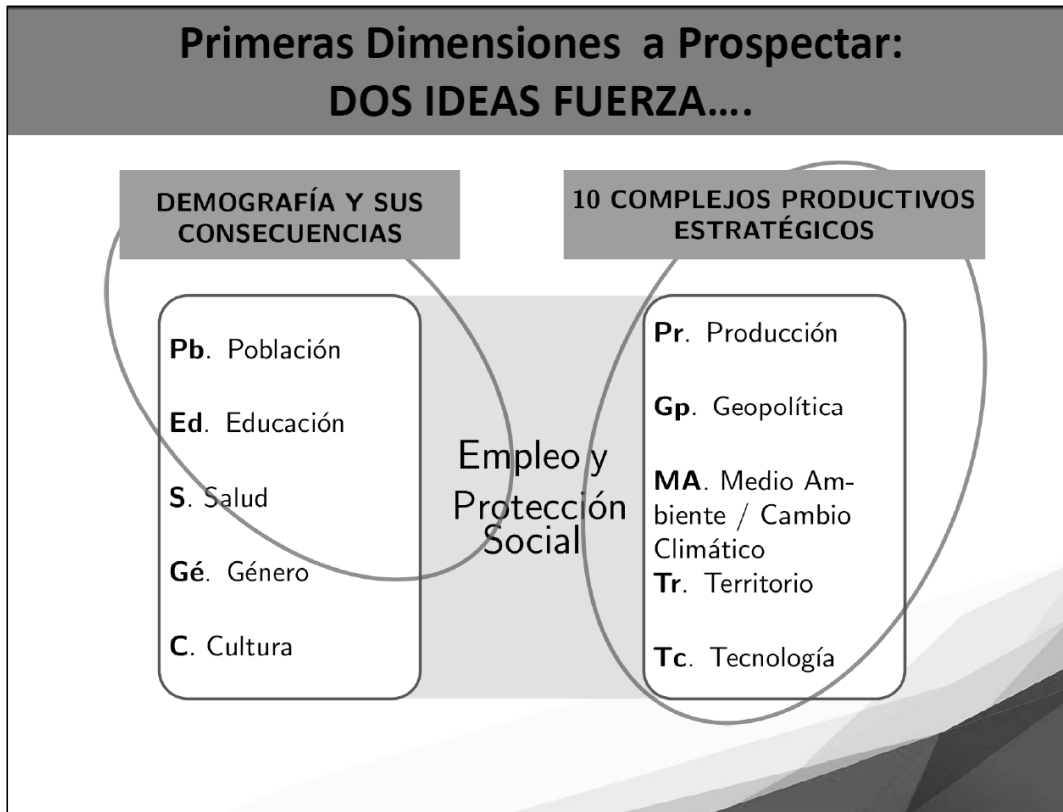 Primeras Dimensiones a Prospectar:
DOS IDEAS FUERZA....
DEMOGRAFÍA Y SUS
CONSECUENCIAS
Pb. Población
Ed. Educación
S. Salud
Gé. Género
C. Cultura
Empleo y
Protección
Social
10 COMPLEJOS PRODUCTIVOS
ESTRATÉGICOS
Pr. Producción
Gp. Geopolítica
MA. Medio Am-
biente / Cambio
Climático
Tr. Territorio
Tc. Tecnología